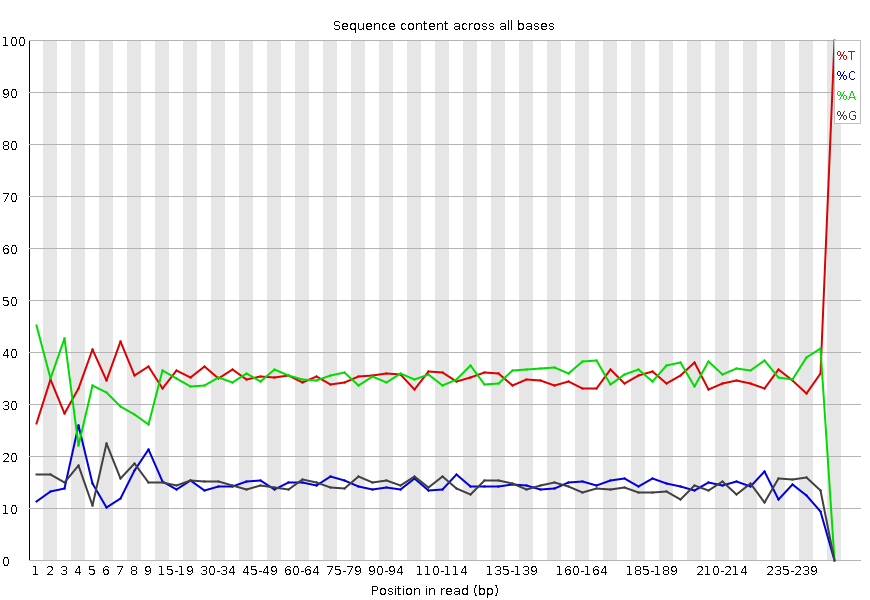 Sequence content across all bases
100
90
80
70
60
50
40
30
20
10
0
%T
%C
%A
%G
1 2 3 4 5 6 7 8 9 15-19 30-34 45-49 60-64 75-79 90-94 110-114 135-139 160-164 185-189 210-214 235-239
Position in read (bp)